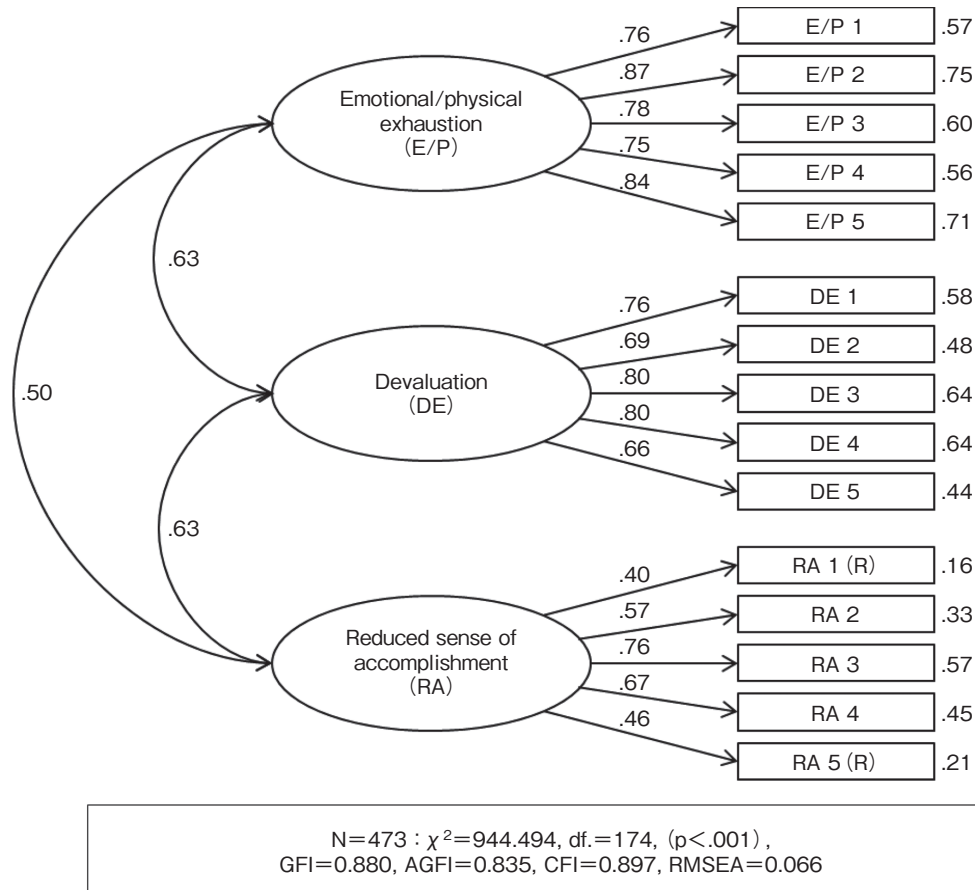 .76
E/P 1
.57
.87
E/P 2
.75
Emotional/physical
exhaustion
(E/P)
.78
E/P 3
.60
.75
E/P 4
.56
.84
E/P 5
.71
.63
.76
DE 1
.58
.69
DE 2
.48
Devaluation
(DE)
.80
DE 3
.64
.80
DE 4
.64
.66
DE 5
.44
.50
.63
.40
RA 1 (R)
.16
.57
RA 2
.33
Reduced sense of
accomplishment
(RA)
.76
RA 3
.57
.67
RA 4
.45
.46
RA 5 (R)
.21
N=473 : χ²=944.494, df.=174, (p<.001) ,
GFI=0.880, AGFI=0.835, CFI=0.897, RMSEA=0.066